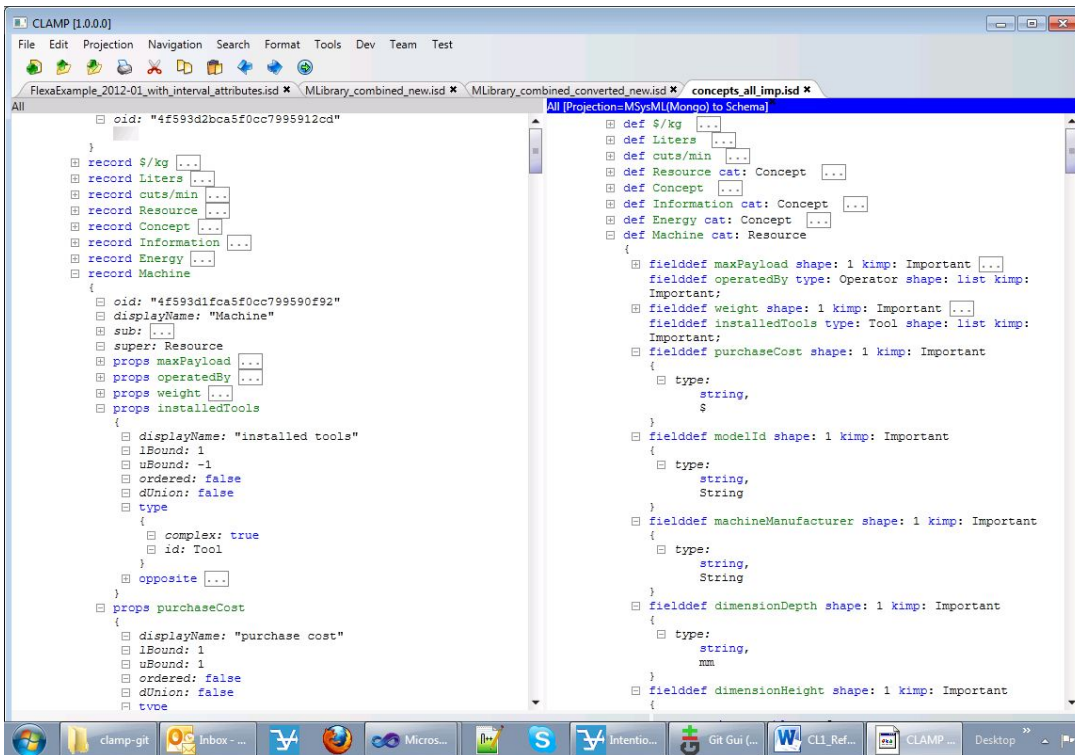 CLAMP [1.0.0.0]
File Edit Projection Navigation Search Format Tools Dev Team Test
FlexaExample_2012-01_with_interval_attributes.isd ✖ MLibrary_combined_new.isd ✖ MLibrary_combined_converted_new.isd ✖ concepts_all_imp.isd ✖
All
oid: "4f593d2bca5f0cc7995912cd"
}
record $/kg ...
record Liters ...
record cuts/min ...
record Resource ...
record Concept ...
record Information ...
record Energy ...
record Machine
{
oid: "4f593d1fca5f0cc799590f92"
displayName: "Machine"
sub: ...
super: Resource
props maxPayload ...
props operatedBy ...
props weight ...
props installedTools
{
displayName: "installed tools"
lBound: 1
uBound: -1
ordered: false
dUnion: false
type
{
complex: true
id: Tool
}
opposite ...
}
props purchaseCost
{
displayName: "purchase cost"
lBound: 1
uBound: 1
ordered: false
dUnion: false
type
All [Projection=MSysML(Mongo) to Schema]
def $/kg ...
def Liters ...
def cuts/min ...
def Resource cat: Concept ...
def Concept ...
def Information cat: Concept ...
def Energy cat: Concept ...
def Machine cat: Resource
{
fielddef maxPayload shape: 1 kimp: Important ...
fielddef operatedBy type: Operator shape: list kimp:
Important;
fielddef weight shape: 1 kimp: Important ...
fielddef installedTools type: Tool shape: list kimp:
Important;
fielddef purchaseCost shape: 1 kimp: Important
{
type:
string,
$
}
fielddef modelId shape: 1 kimp: Important
{
type:
string,
String
}
fielddef machineManufacturer shape: 1 kimp: Important
{
type:
string,
String
}
fielddef dimensionDepth shape: 1 kimp: Important
{
type:
string,
mm
}
fielddef dimensionHeight shape: 1 kimp: Important
{
clamp-git Inbox - ... Micros... Intentio... Git Gui (... CL1_Ref... CLAMP ... Desktop »